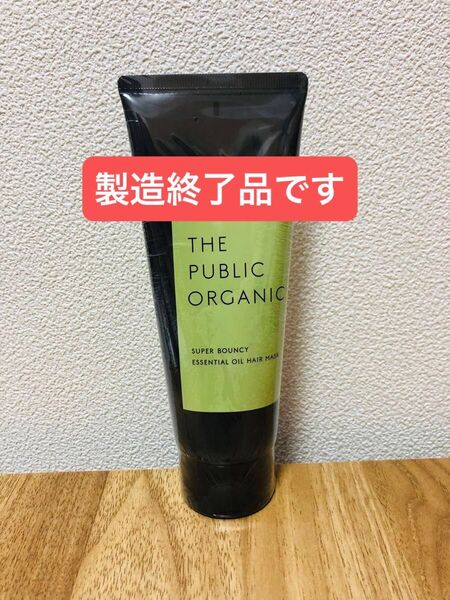 製造終了品です
THE
PUBLIC
ORGANIC
SUPER BOUNCY
ESSENTIAL OIL HAIR MASK